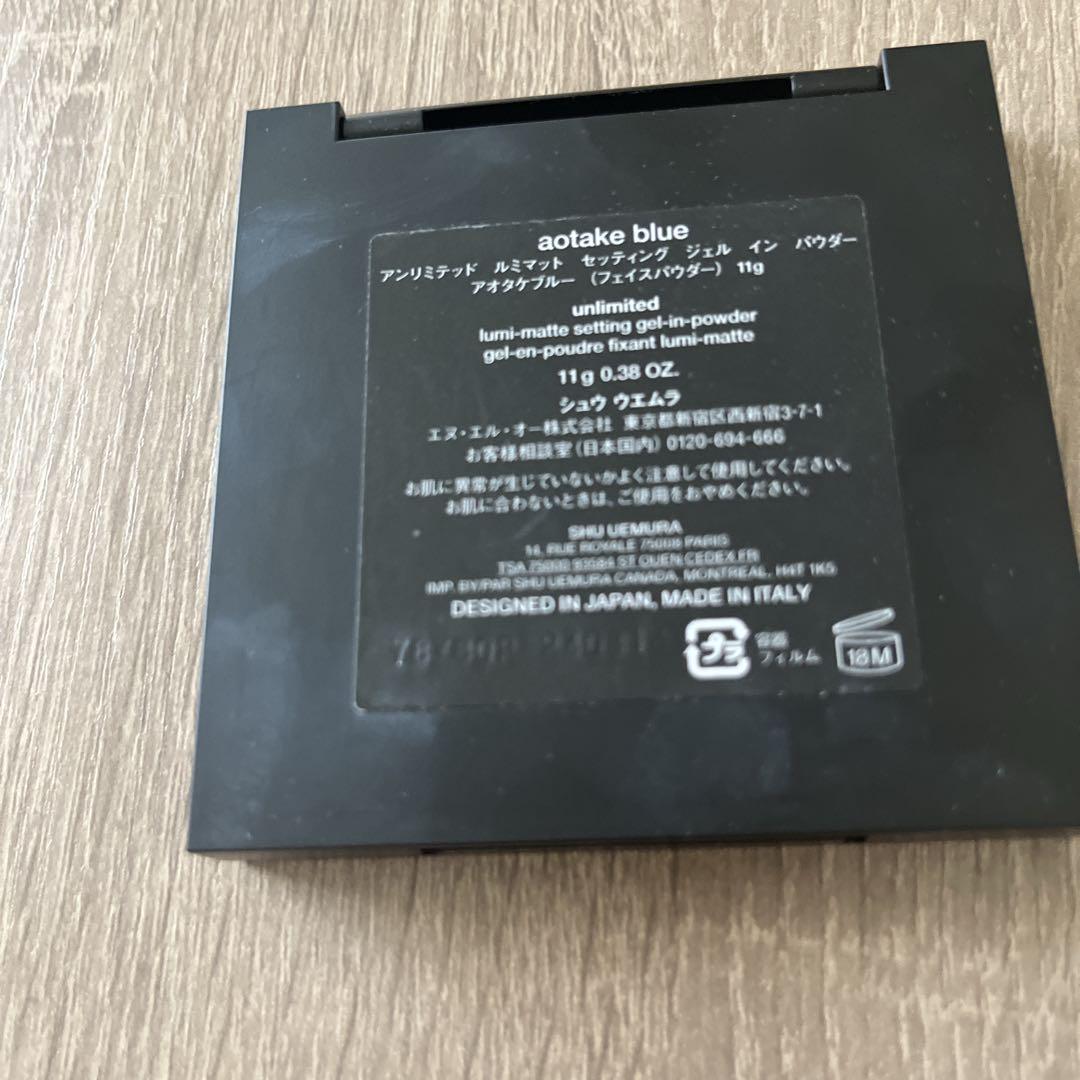 aotake blue
アンリミテッド ルミマット セッティング ジェル イン パウダー
アオタケブルー (フェイスパウダー) 11g
unlimited
lumi-matte setting gel-in-powder
gel-en-poudre fixant lumi-matte
11g 0.38 OZ.
シュウ ウエムラ
エヌ・エル・オー株式会社 東京都新宿区西新宿3-7-1
お客様相談室(日本国内) 0120-694-666
お肌に異常が生じていないかよく注意して使用してください。
お肌に合わないときは、ご使用をおやめください。
SHU UEMURA
14, RUE ROYALE 75008 PARIS
TSA 75000 93584 ST OUEN CEDEX,FR
IMP. BY/PAR SHU UEMURA CANADA, MONTREAL, H4T 1K5
DESIGNED IN JAPAN, MADE IN ITALY
プラ
容器
フィルム
18M